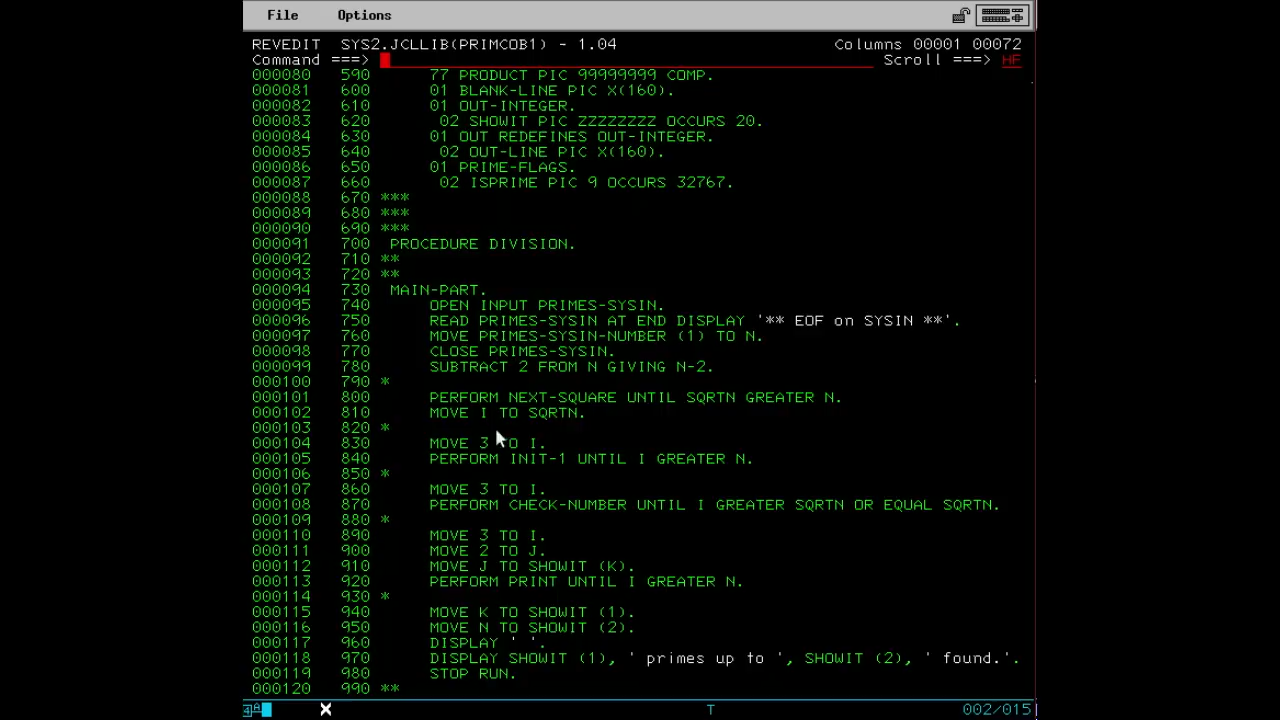 File Options
REVEDIT SYS2.JCLLIB(PRIMCOB1) - 1.04 Columns 00001 00072
Command ===> Scroll ===> HF
000080 590 77 PRODUCT PIC 99999999 COMP.
000081 600 01 BLANK-LINE PIC X(160).
000082 610 01 OUT-INTEGER.
000083 620 02 SHOWIT PIC ZZZZZZZZ OCCURS 20.
000084 630 01 OUT REDEFINES OUT-INTEGER.
000085 640 02 OUT-LINE PIC X(160).
000086 650 01 PRIME-FLAGS.
000087 660 02 ISPRIME PIC 9 OCCURS 32767.
000088 670 ***
000089 680 ***
000090 690 ***
000091 700 PROCEDURE DIVISION.
000092 710 **
000093 720 **
000094 730 MAIN-PART.
000095 740 OPEN INPUT PRIMES-SYSIN.
000096 750 READ PRIMES-SYSIN AT END DISPLAY '** EOF on SYSIN **'.
000097 760 MOVE PRIMES-SYSIN-NUMBER (1) TO N.
000098 770 CLOSE PRIMES-SYSIN.
000099 780 SUBTRACT 2 FROM N GIVING N-2.
000100 790 *
000101 800 PERFORM NEXT-SQUARE UNTIL SQRTN GREATER N.
000102 810 MOVE I TO SQRTN.
000103 820 *
000104 830 MOVE 3 TO I.
000105 840 PERFORM INIT-1 UNTIL I GREATER N.
000106 850 *
000107 860 MOVE 3 TO I.
000108 870 PERFORM CHECK-NUMBER UNTIL I GREATER SQRTN OR EQUAL SQRTN.
000109 880 *
000110 890 MOVE 3 TO I.
000111 900 MOVE 2 TO J.
000112 910 MOVE J TO SHOWIT (K).
000113 920 PERFORM PRINT UNTIL I GREATER N.
000114 930 *
000115 940 MOVE K TO SHOWIT (1).
000116 950 MOVE N TO SHOWIT (2).
000117 960 DISPLAY ' '.
000118 970 DISPLAY SHOWIT (1), ' primes up to ', SHOWIT (2), ' found.'.
000119 980 STOP RUN.
000120 990 **
4A X T 002/015